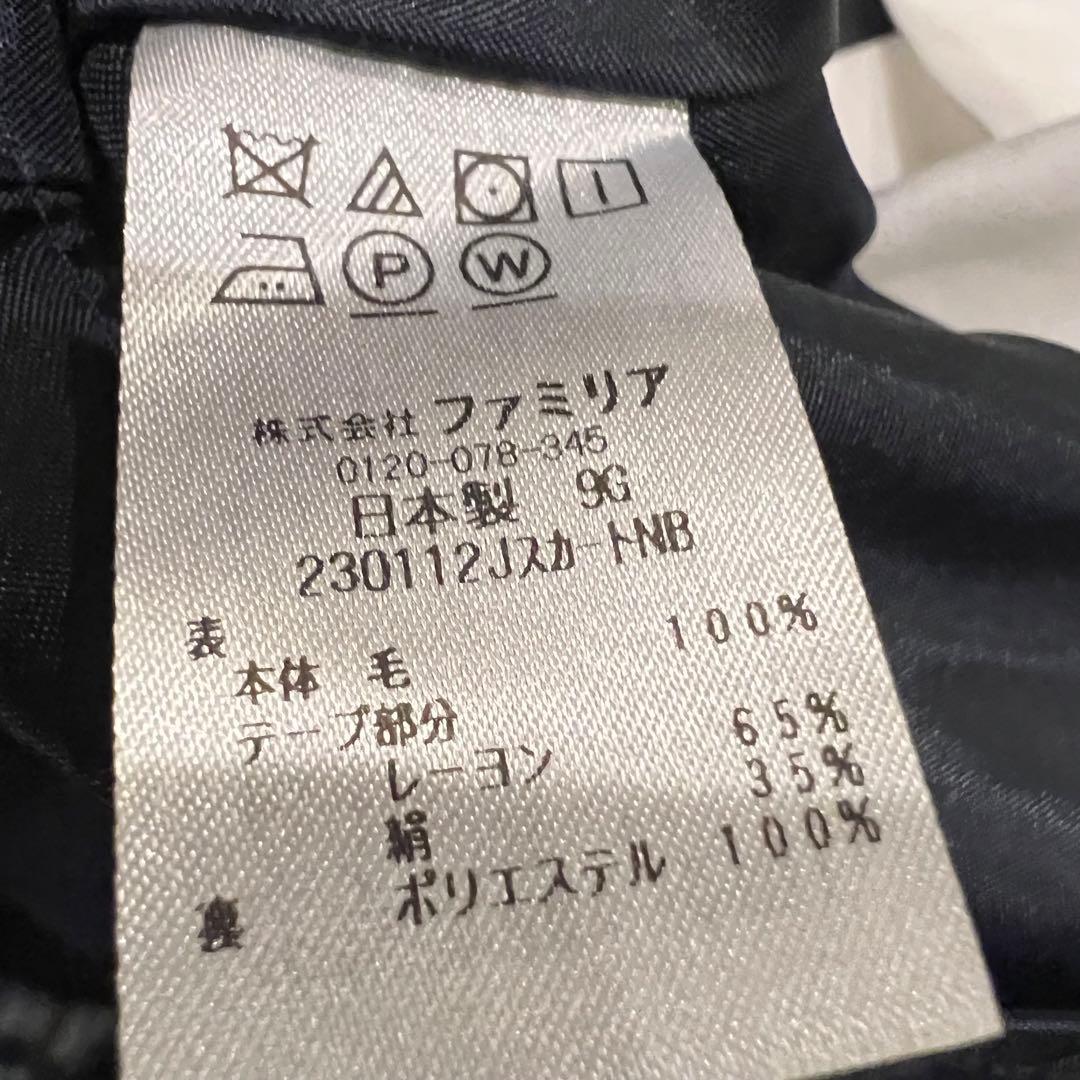 P W
株式会社 ファミリア
0120-078-345
日本製 9G
230112JスカートNB
表
本体 毛 100%
テープ部分
レーヨン 65%
絹 35%
裏 ポリエステル 100%